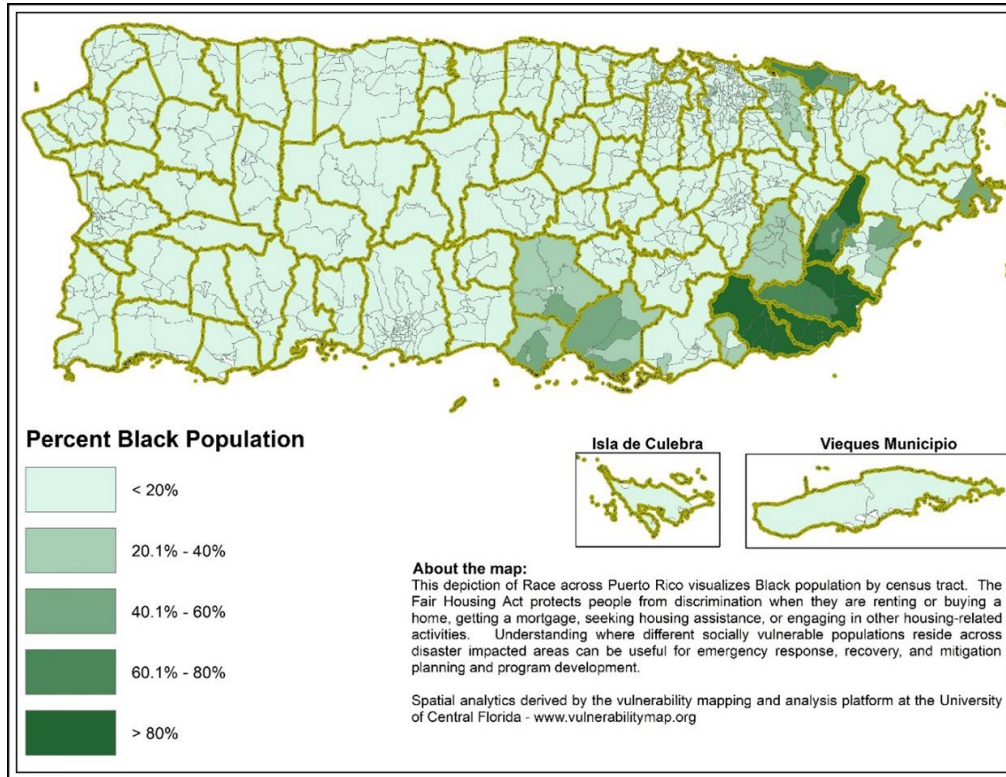 Percent Black Population
< 20%
20.1% - 40%
40.1% - 60%
60.1% - 80%
> 80%
Isla de Culebra
Vieques Municipio
About the map:
This depiction of Race across Puerto Rico visualizes Black population by census tract. The
Fair Housing Act protects people from discrimination when they are renting or buying a
home, getting a mortgage, seeking housing assistance, or engaging in other housing-related
activities. Understanding where different socially vulnerable populations reside across
disaster impacted areas can be useful for emergency response, recovery, and mitigation
planning and program development.
Spatial analytics derived by the vulnerability mapping and analysis platform at the University
of Central Florida - www.vulnerabilitymap.org